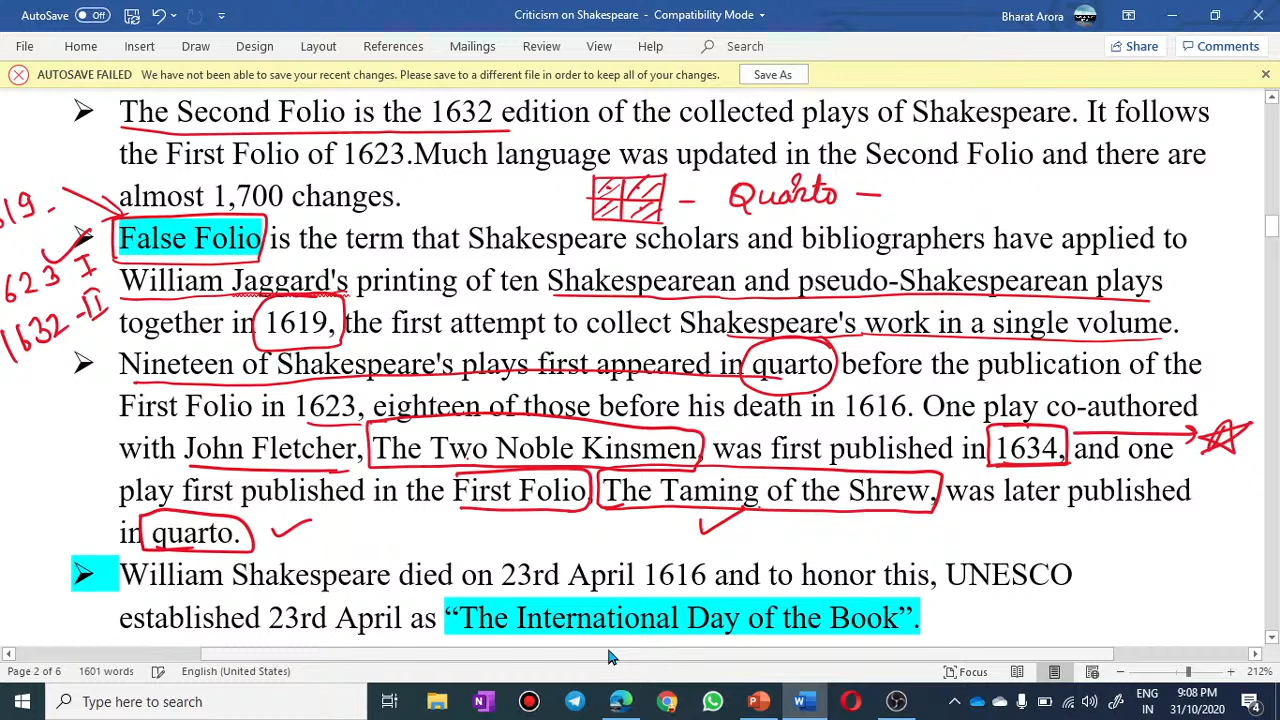 AutoSave Off
Criticism on Shakespeare - Compatibility Mode
Bharat Arora
File Home Insert Draw Design Layout References Mailings Review View Help Search Share Comments
AUTOSAVE FAILED We have not been able to save your recent changes. Please save to a different file in order to keep all of your changes. Save As
The Second Folio is the 1632 edition of the collected plays of Shakespeare. It follows
the First Folio of 1623.Much language was updated in the Second Folio and there are
almost 1,700 changes.
- Quarto -
619.
False Folio is the term that Shakespeare scholars and bibliographers have applied to
623 I
William Jaggard's printing of ten Shakespearean and pseudo-Shakespearean plays
1632 - II
together in 1619, the first attempt to collect Shakespeare's work in a single volume.
Nineteen of Shakespeare's plays first appeared in quarto before the publication of the
First Folio in 1623, eighteen of those before his death in 1616. One play co-authored
with John Fletcher, The Two Noble Kinsmen, was first published in 1634, and one
play first published in the First Folio, The Taming of the Shrew, was later published
in quarto.
William Shakespeare died on 23rd April 1616 and to honor this, UNESCO
established 23rd April as “The International Day of the Book”.
Page 2 of 6 1601 words English (United States) Focus 212%
Type here to search
ENG
IN
9:08 PM
31/10/2020
4